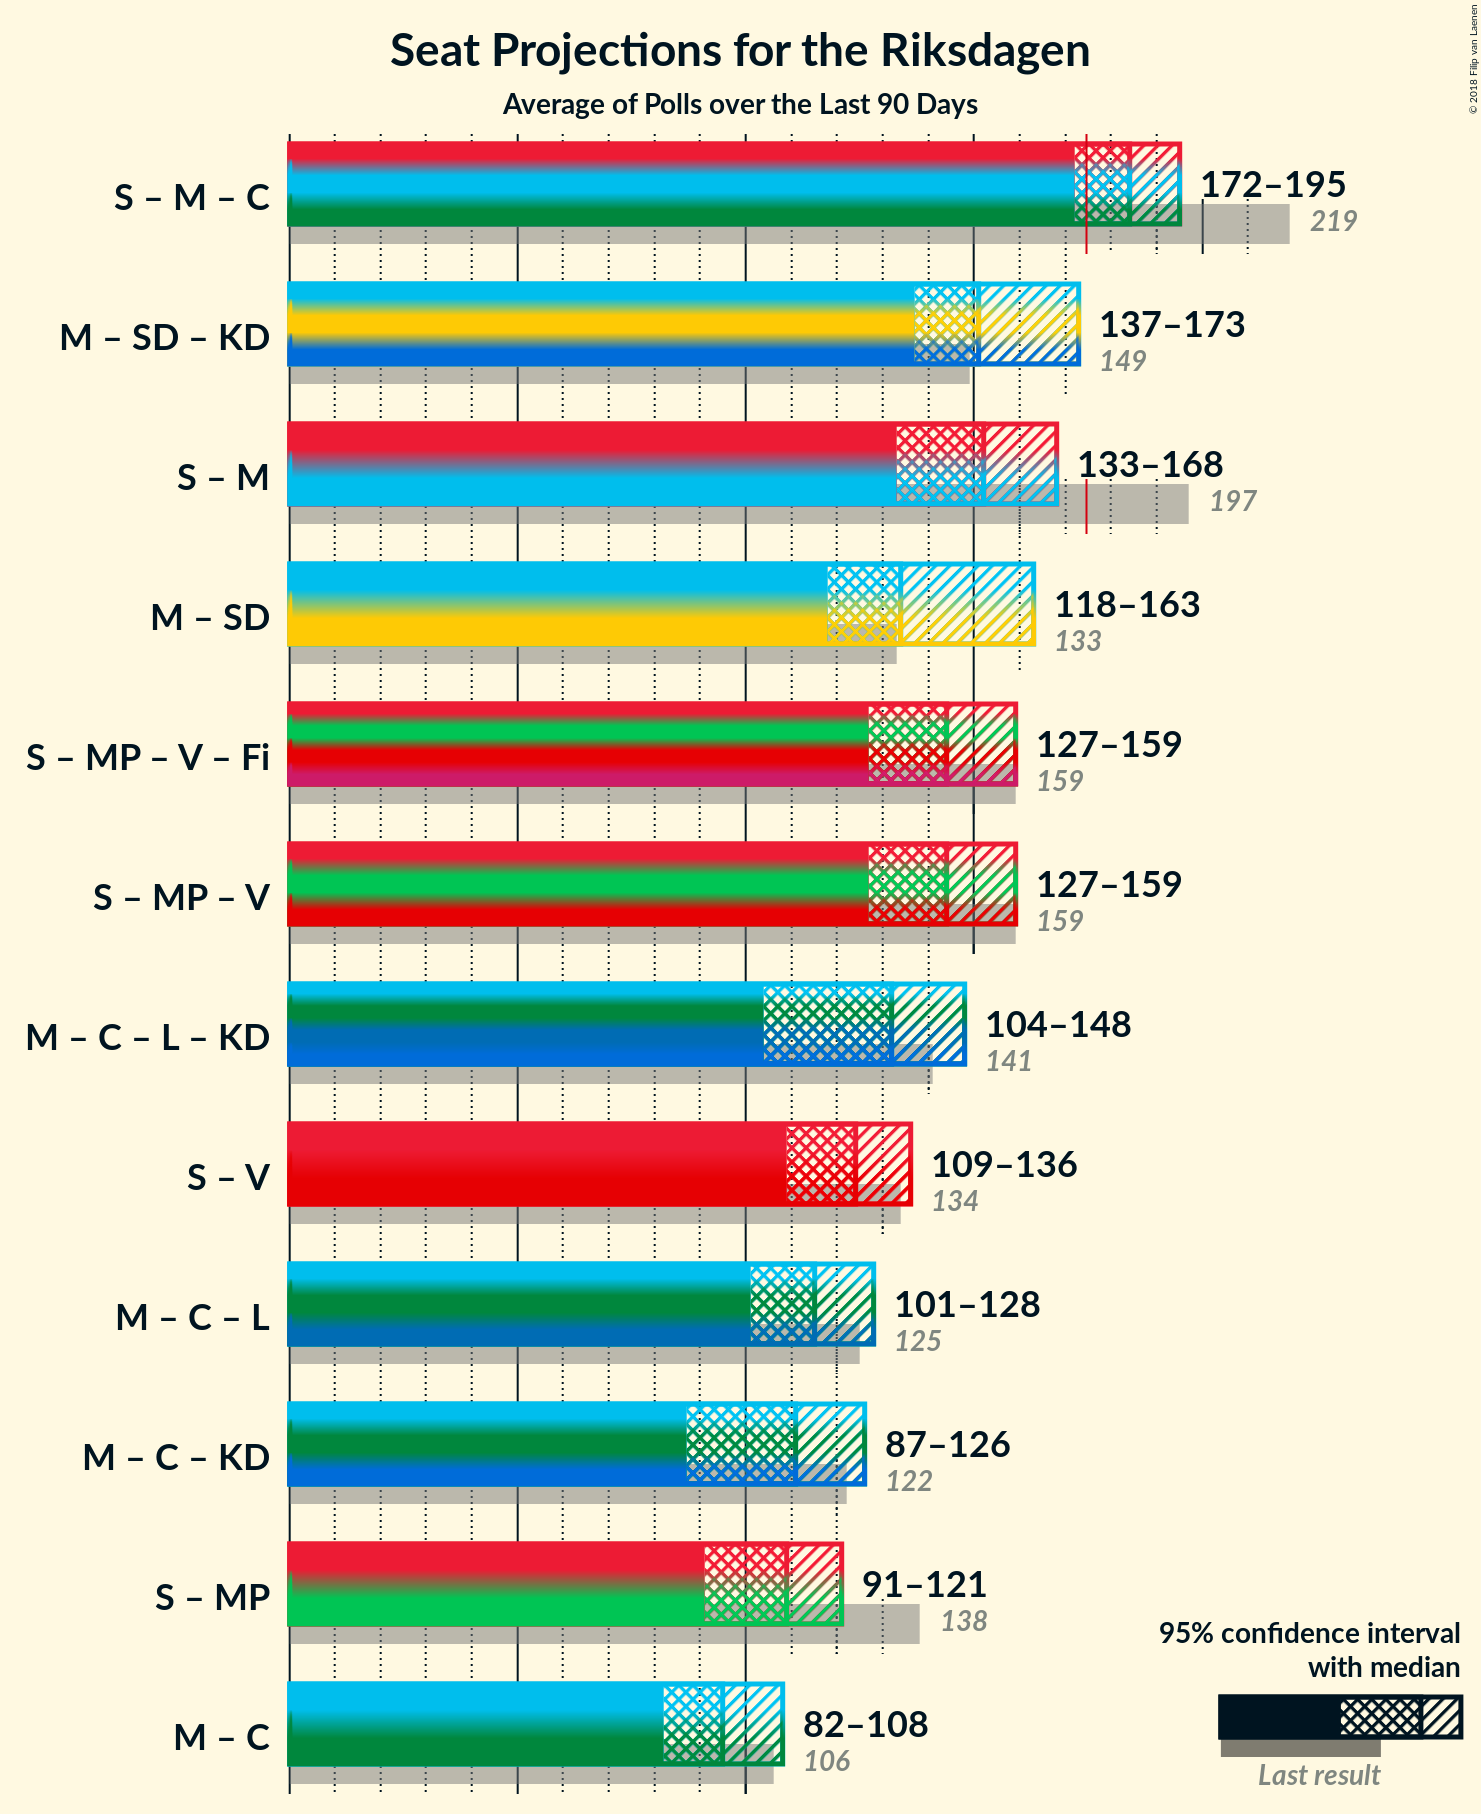 Seat Projections for the Riksdagen
Average of Polls over the Last 90 Days
© 2018 Filip van Laenen
S – M – C
172–195
219
M – SD – KD
137–173
149
S – M
133–168
197
M – SD
118–163
133
S – MP – V – Fi
127–159
159
S – MP – V
127–159
159
M – C – L – KD
104–148
141
S – V
109–136
134
M – C – L
101–128
125
M – C – KD
87–126
122
S – MP
91–121
138
M – C
82–108
106
95% confidence interval
with median
Last result